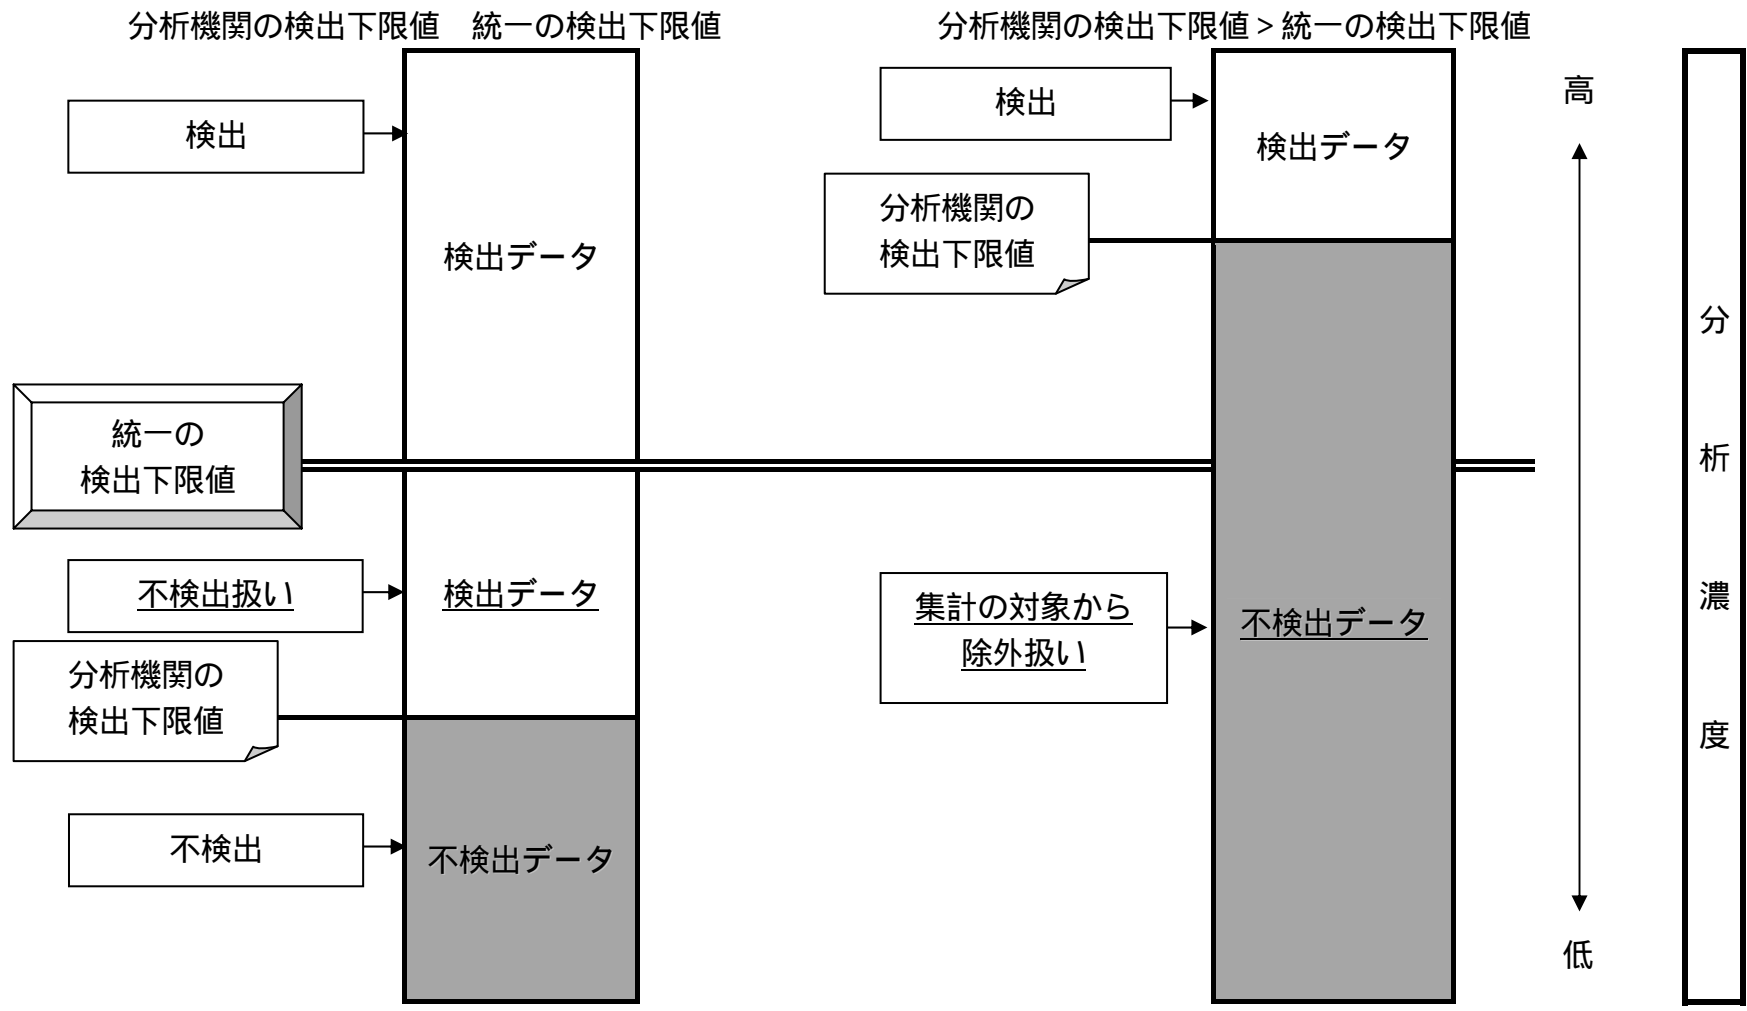 分析機関の検出下限値　統一の検出下限値
検出
検出データ
統一の
検出下限値
不検出扱い
検出データ
分析機関の
検出下限値
不検出
不検出データ
分析機関の検出下限値 > 統一の検出下限値
検出
検出データ
分析機関の
検出下限値
集計の対象から
除外扱い
不検出データ
高
低
分
析
濃
度